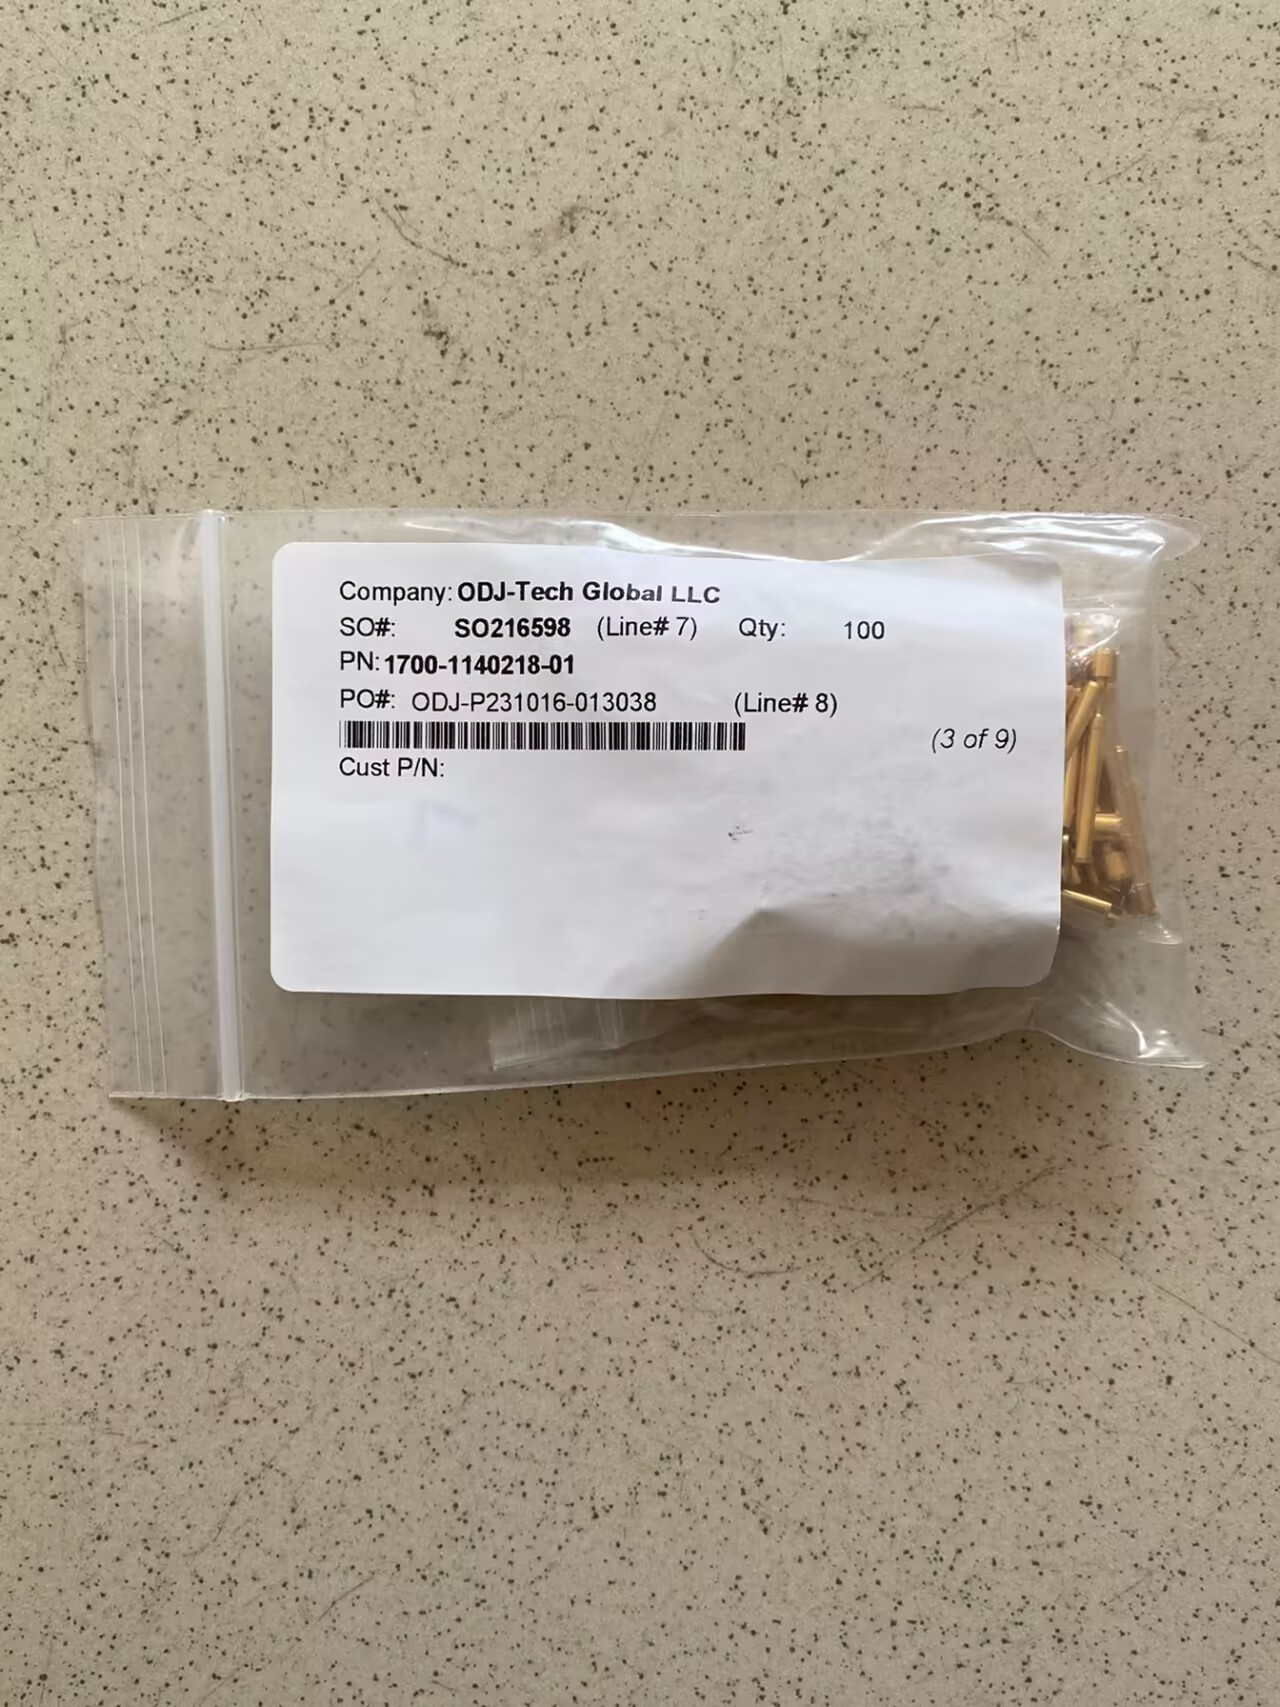 Company: ODJ-Tech Global LLC
SO#: SO216598 (Line# 7) Qty: 100
PN: 1700-1140218-01
PO#: ODJ-P231016-013038 (Line# 8)
(3 of 9)
Cust P/N: